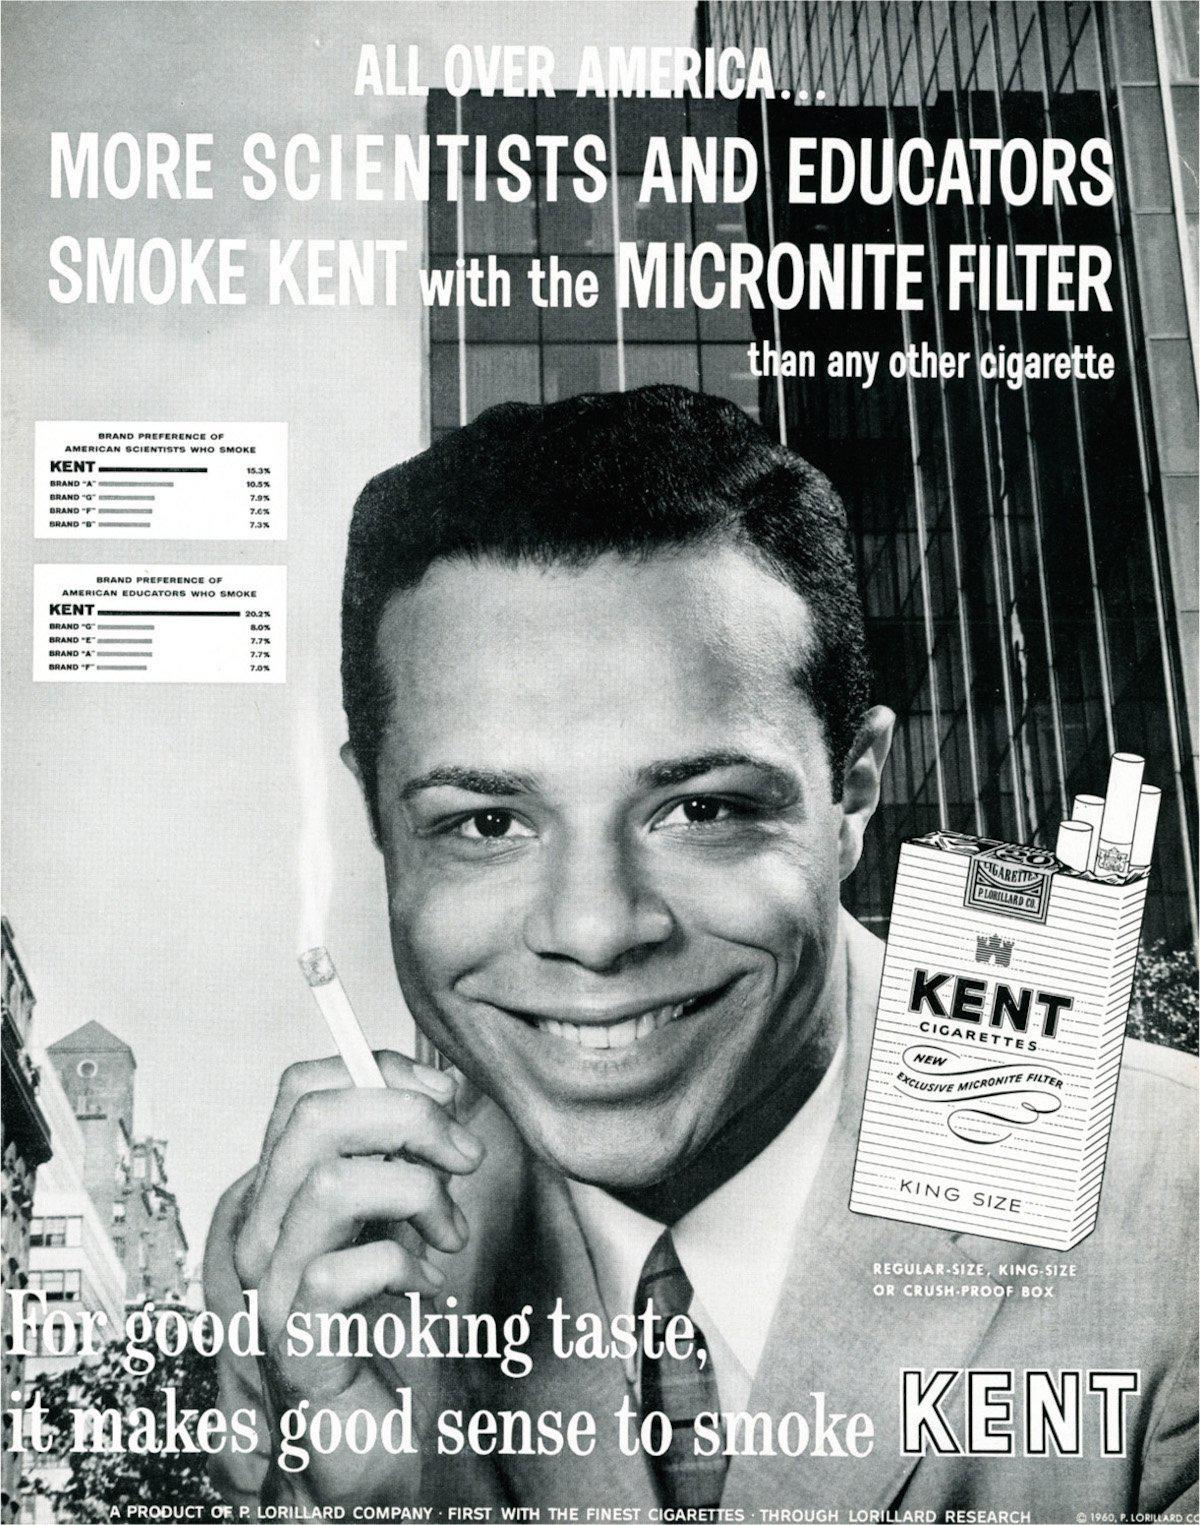 ALL OVER AMERICA...
MORE SCIENTISTS AND EDUCATORS
SMOKE KENT with the MICRONITE FILTER
than any other cigarette
BRAND PREFERENCE OF
AMERICAN SCIENTISTS WHO SMOKE
KENT 15.3%
BRAND "A" 10.5%
BRAND "G" 7.9%
BRAND "F" 7.6%
BRAND "B" 7.3%
BRAND PREFERENCE OF
AMERICAN EDUCATORS WHO SMOKE
KENT 20.2%
BRAND "G" 8.0%
BRAND "E" 7.7%
BRAND "A" 7.7%
BRAND "F" 7.0%
20
CIGARETTES
P. LORILLARD CO.
KENT
CIGARETTES
NEW
EXCLUSIVE MICRONITE FILTER
KING SIZE
REGULAR-SIZE, KING-SIZE
OR CRUSH-PROOF BOX
For good smoking taste,
it makes good sense to smoke KENT
A PRODUCT OF P. LORILLARD COMPANY · FIRST WITH THE FINEST CIGARETTES · THROUGH LORILLARD RESEARCH
© 1960, P. LORILLARD CO